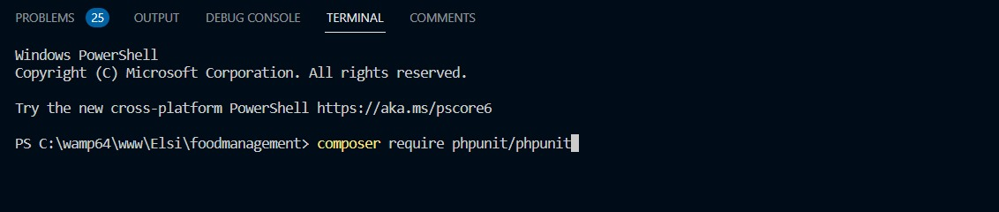 PROBLEMS 25 OUTPUT DEBUG CONSOLE TERMINAL COMMENTS
Windows PowerShell
Copyright (C) Microsoft Corporation. All rights reserved.
Try the new cross-platform PowerShell https://aka.ms/pscore6
PS C:\wamp64\www\Elsi\foodmanagement> composer require phpunit/phpunit